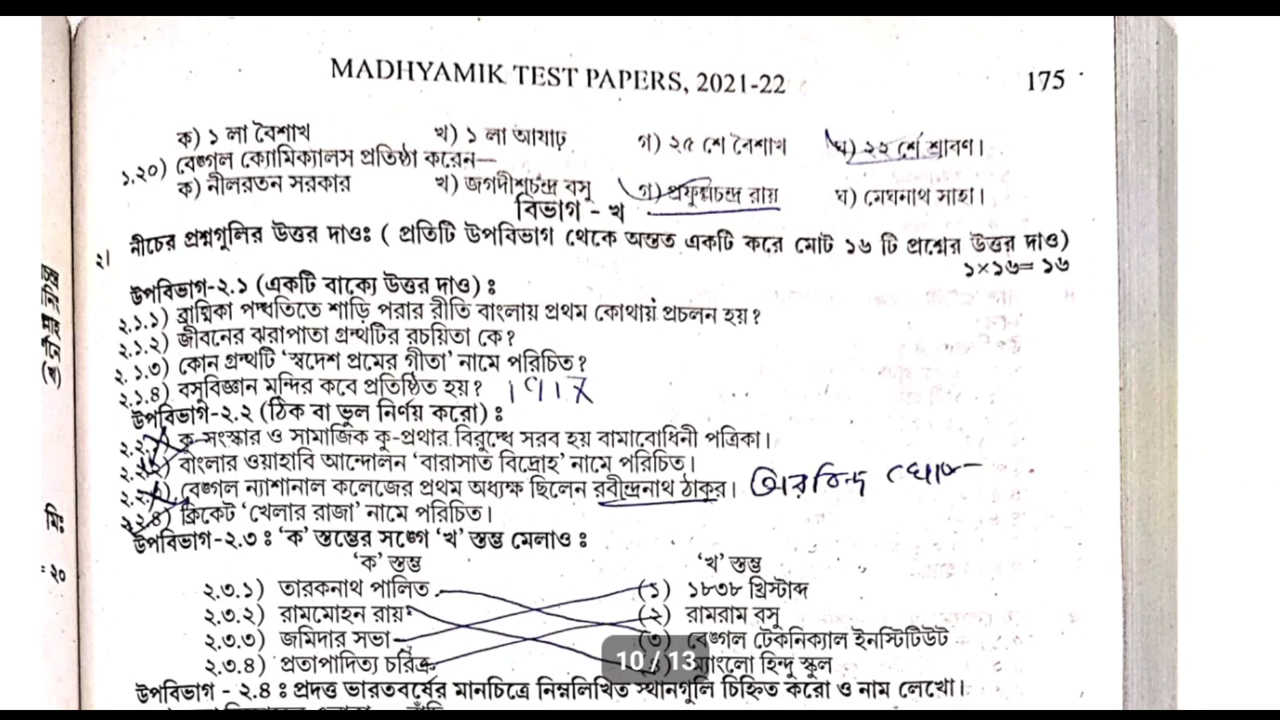 MADHYAMIK TEST PAPERS, 2021-22 175
ক) ১ লা বৈশাখ খ) ১ লা আষাঢ় গ) ২৫ শে বৈশাখ ঘ) ২২ শে শ্রাবণ।
১.২০) বেঙ্গল ক্যেমিক্যালস প্রতিষ্ঠা করেন—
ক) নীলরতন সরকার খ) জগদীশচন্দ্র বসু গ) প্রফুল্লচন্দ্র রায় ঘ) মেঘনাথ সাহা।
বিভাগ - খ
২। নীচের প্রশ্নগুলির উত্তর দাওঃ ( প্রতিটি উপবিভাগ থেকে অন্তত একটি করে মোট ১৬ টি প্রশ্নের উত্তর দাও)
১×১৬= ১৬
উপবিভাগ-২.১ (একটি বাক্যে উত্তর দাও) ঃ
২.১.১) ব্রাহ্মিকা পদ্ধতিতে শাড়ি পরার রীতি বাংলায় প্রথম কোথায় প্রচলন হয়?
২.১.২) জীবনের ঝরাপাতা গ্রন্থটির রচয়িতা কে?
২.১.৩) কোন গ্রন্থটি ‘স্বদেশ প্রেমের গীতা’ নামে পরিচিত?
২.১.৪) বসুবিজ্ঞান মন্দির কবে প্রতিষ্ঠিত হয়? 1917
উপবিভাগ-২.২ (ঠিক বা ভুল নির্ণয় করো) ঃ
কু-সংস্কার ও সামাজিক কু-প্রথার বিরুদ্ধে সরব হয় বামাবোধিনী পত্রিকা।
বাংলার ওয়াহাবি আন্দোলন ‘বারাসাত বিদ্রোহ’ নামে পরিচিত।
বেঙ্গল ন্যাশানাল কলেজের প্রথম অধ্যক্ষ ছিলেন রবীন্দ্রনাথ ঠাকুর। অরবিন্দ ঘোষ
২.২.৪) ক্রিকেট ‘খেলার রাজা’ নামে পরিচিত।
উপবিভাগ-২.৩ ঃ ‘ক’ স্তম্ভের সঙ্গে ‘খ’ স্তম্ভ মেলাও ঃ
‘ক’ স্তম্ভ ‘খ’ স্তম্ভ
২.৩.১) তারকনাথ পালিত (১) ১৮৩৮ খ্রিস্টাব্দ
২.৩.২) রামমোহন রায় (২) রামরাম বসু
২.৩.৩) জমিদার সভা (৩) বেঙ্গল টেকনিক্যাল ইনস্টিটিউট
২.৩.৪) প্রতাপাদিত্য চরিত্র অ্যাংলো হিন্দু স্কুল
10 / 13
উপবিভাগ - ২.৪ ঃ প্রদত্ত ভারতবর্ষের মানচিত্রে নিম্নলিখিত স্থানগুলি চিহ্নিত করো ও নাম লেখো।
মিঃ
= ২০